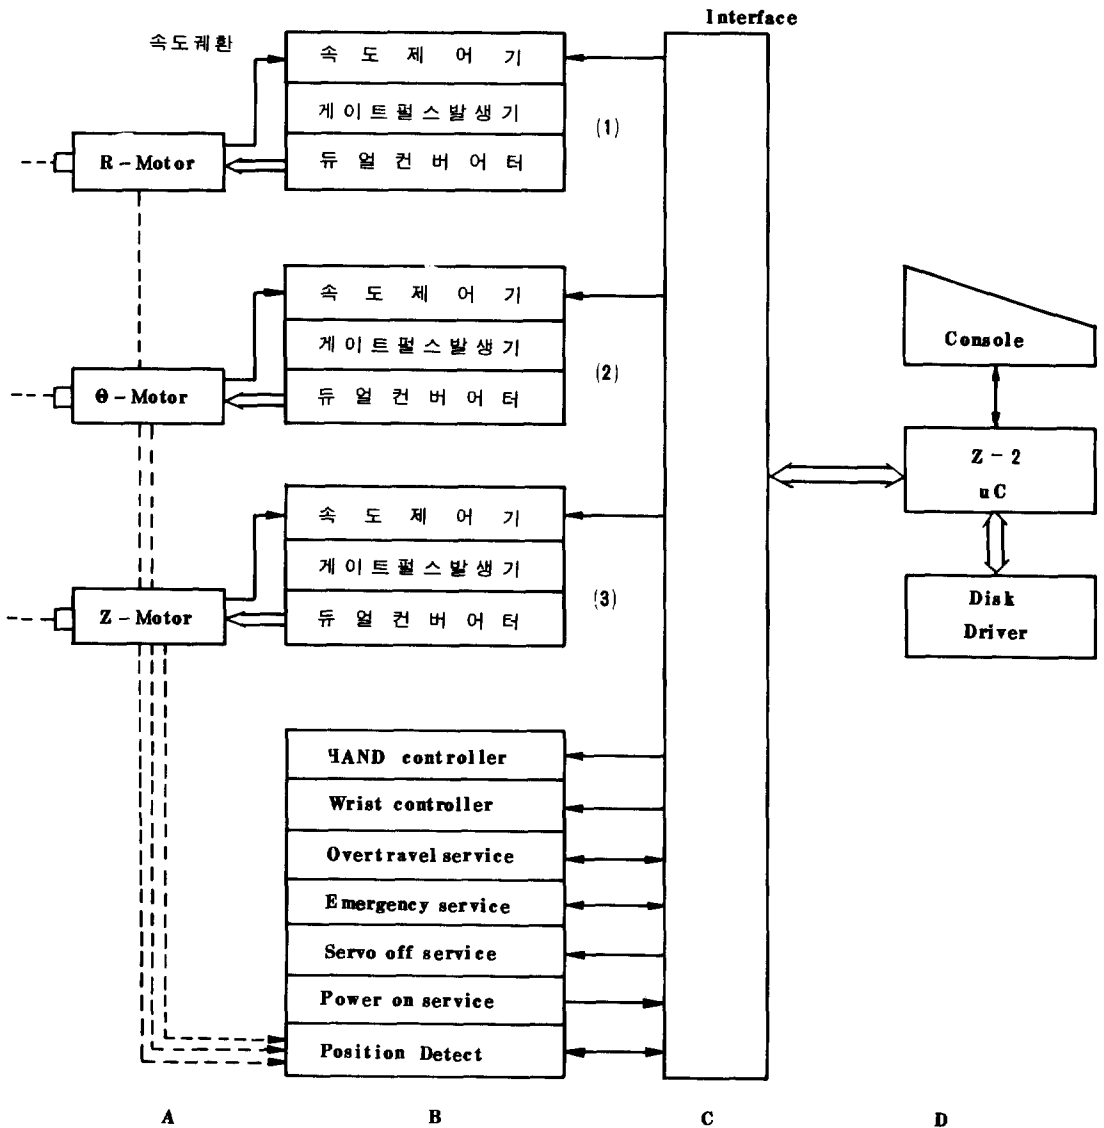 Interface
속도궤환
속도제어기
게이트펄스발생기
(1)
듀얼컨버어터
R-Motor
속도제어기
게이트펄스발생기
(2)
듀얼컨버어터
θ-Motor
Console
Z-2
uC
속도제어기
게이트펄스발생기
(3)
듀얼컨버어터
Z-Motor
Disk
Driver
HAND controller
Wrist controller
Overtravel service
Emergency service
Servo off service
Power on service
Position Detect
A B C D